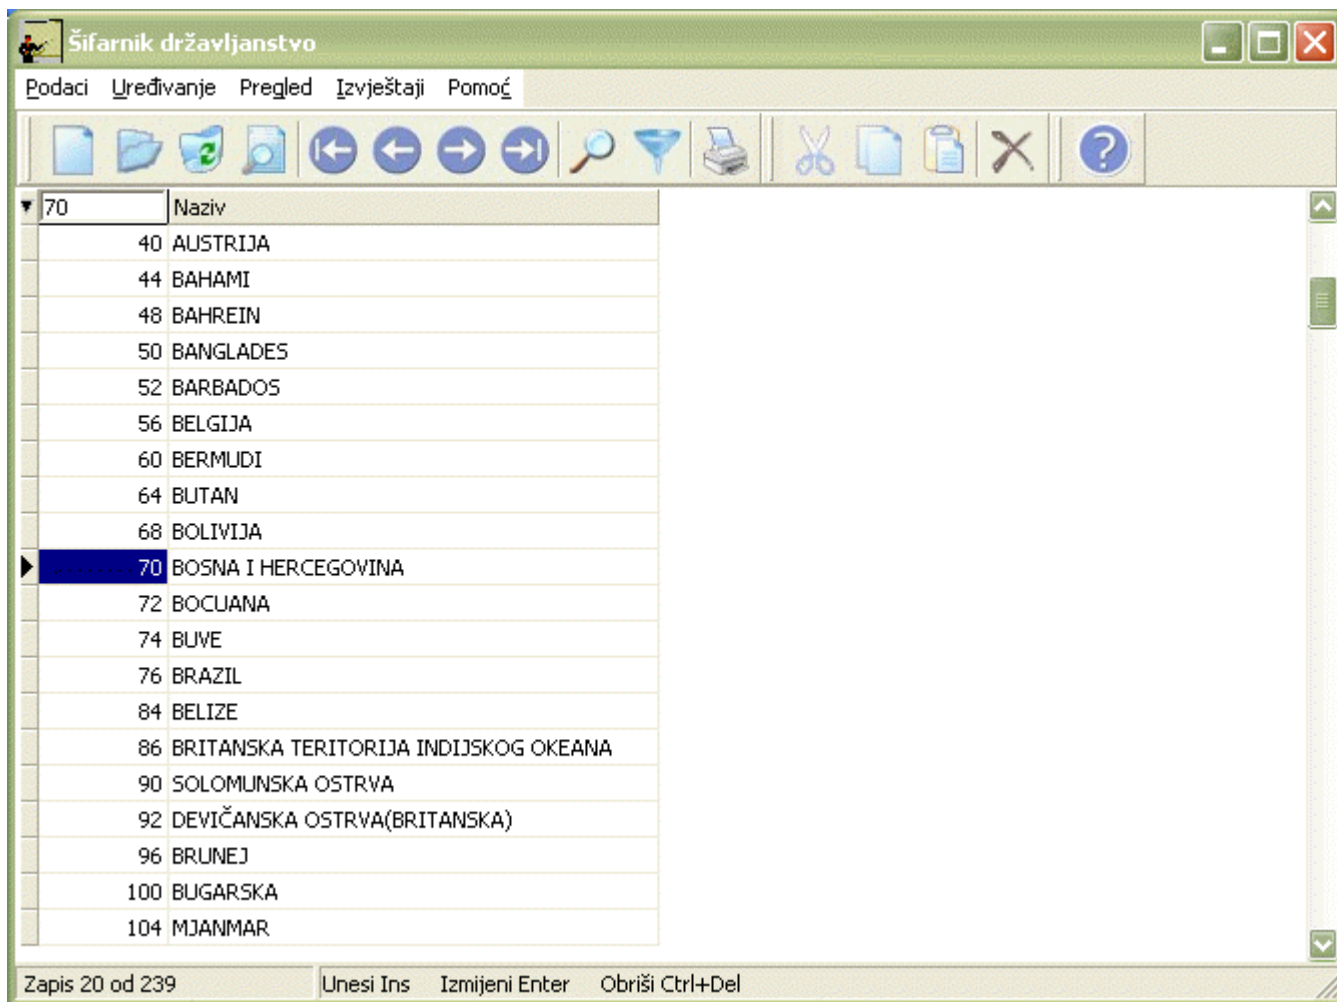 Šifarnik državljanstvo
Podaci Uređivanje Pregled Izvještaji Pomoć
70 Naziv
40 AUSTRIJA
44 BAHAMI
48 BAHREIN
50 BANGLADES
52 BARBADOS
56 BELGIJA
60 BERMUDI
64 BUTAN
68 BOLIVIJA
70 BOSNA I HERCEGOVINA
72 BOCUANA
74 BUVE
76 BRAZIL
84 BELIZE
86 BRITANSKA TERITORIJA INDIJSKOG OKEANA
90 SOLOMUNSKA OSTRVA
92 DEVIČANSKA OSTRVA(BRITANSKA)
96 BRUNEJ
100 BUGARSKA
104 MJANMAR
Zapis 20 od 239 Unesi Ins Izmijeni Enter Obriši Ctrl+Del